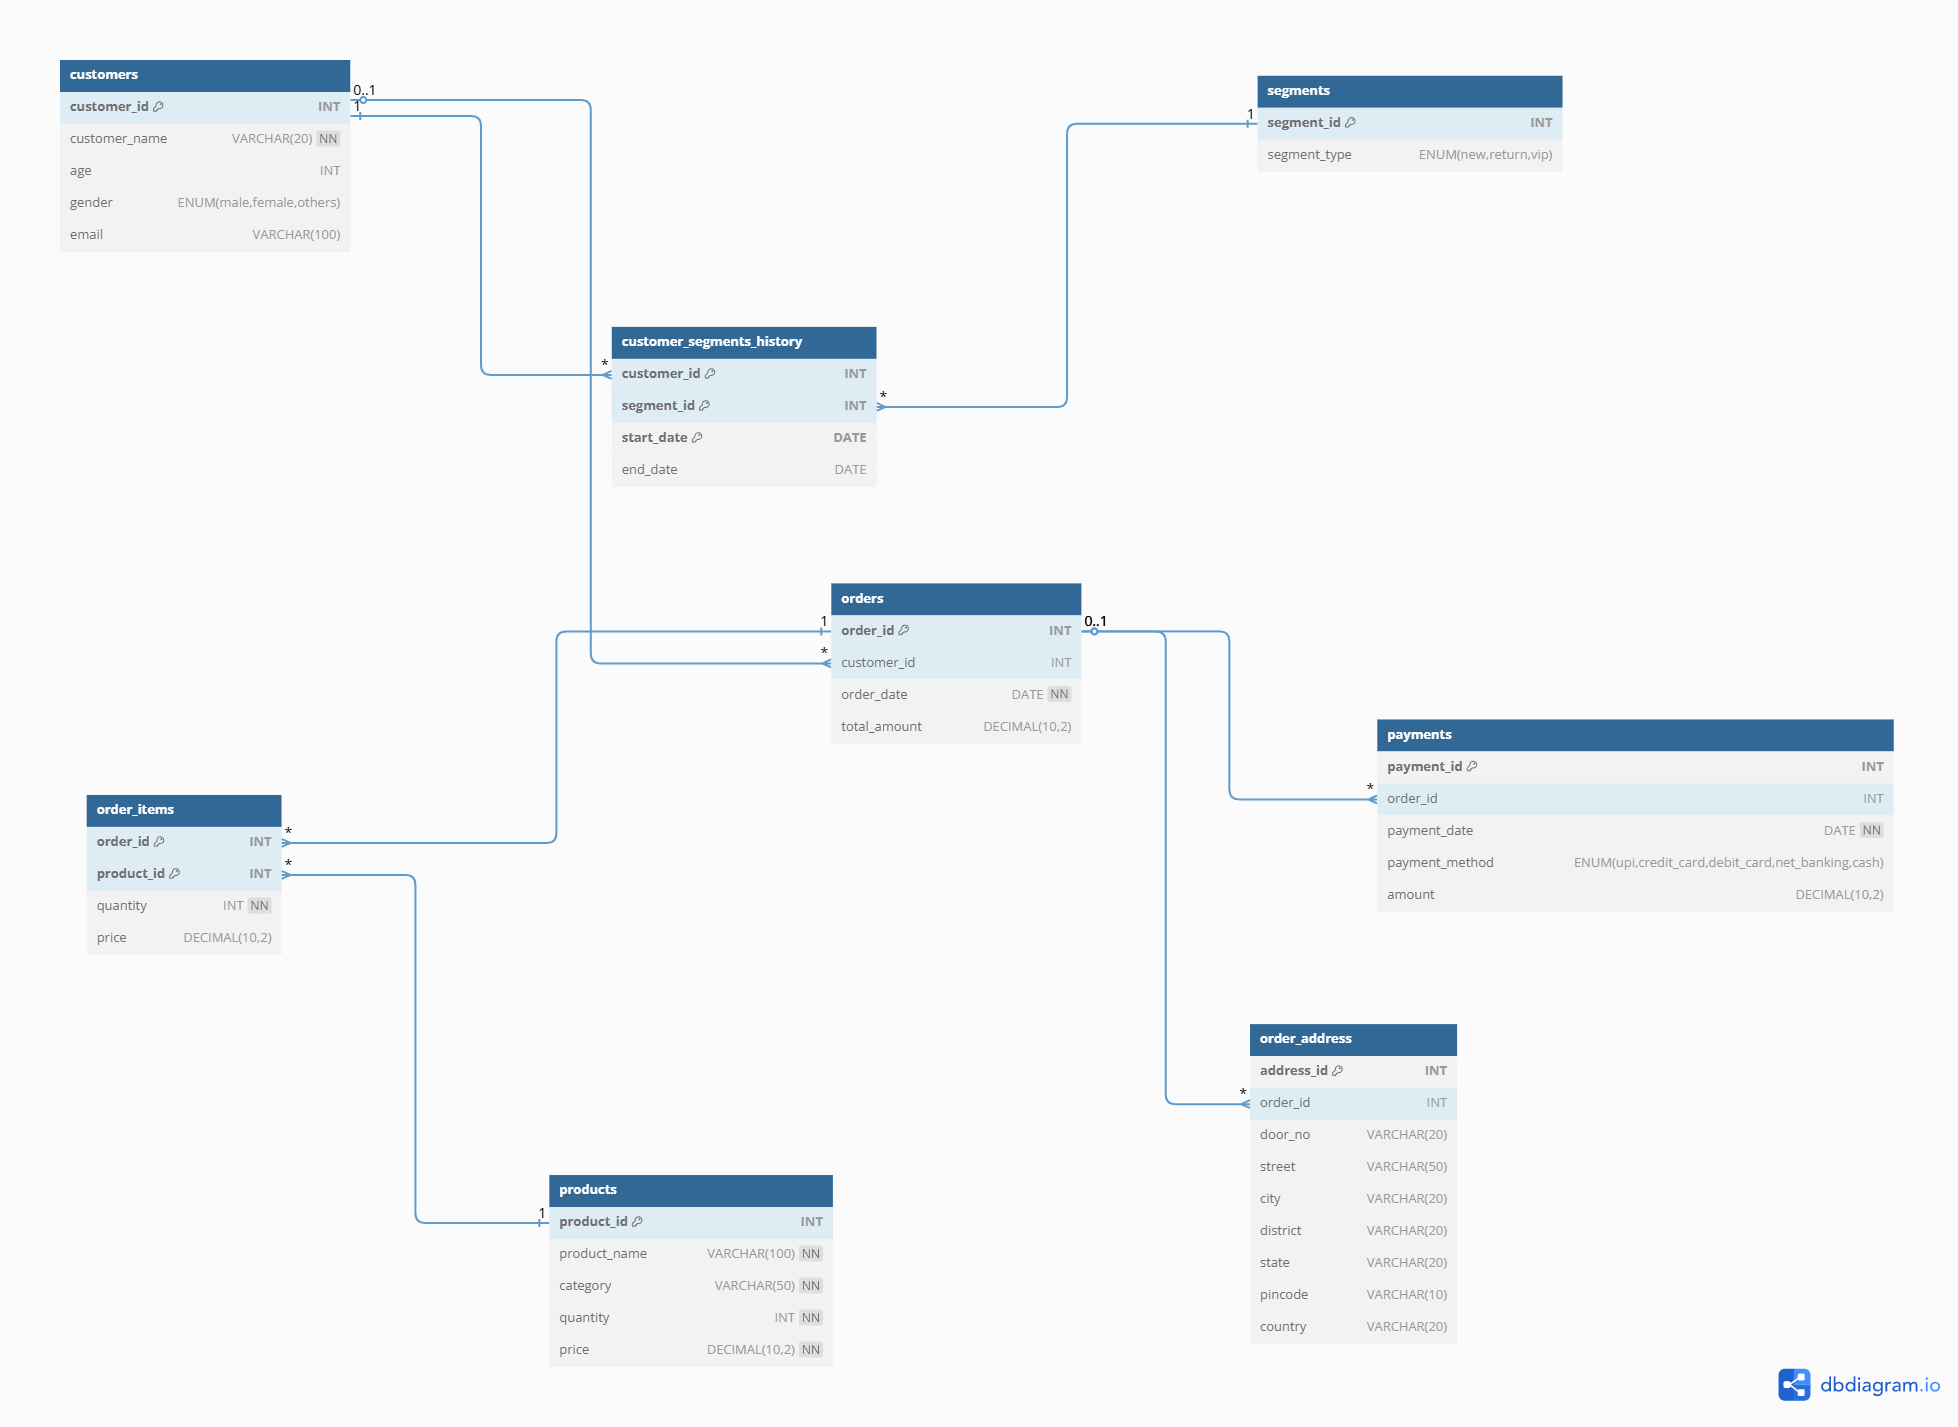 customers
0..1
customer_id INT
1
customer_name VARCHAR(20) NN
age INT
gender ENUM(male,female,others)
email VARCHAR(100)
segments
1
segment_id INT
segment_type ENUM(new,return,vip)
customer_segments_history
*
customer_id INT
*
segment_id INT
start_date DATE
end_date DATE
orders
1
0..1
order_id INT
*
customer_id INT
order_date DATE NN
total_amount DECIMAL(10,2)
payments
payment_id INT
*
order_id INT
payment_date DATE NN
payment_method ENUM(upi,credit_card,debit_card,net_banking,cash)
amount DECIMAL(10,2)
order_items
*
order_id INT
*
product_id INT
quantity INT NN
price DECIMAL(10,2)
order_address
address_id INT
*
order_id INT
door_no VARCHAR(20)
street VARCHAR(50)
city VARCHAR(20)
district VARCHAR(20)
state VARCHAR(20)
pincode VARCHAR(10)
country VARCHAR(20)
products
1
product_id INT
product_name VARCHAR(100) NN
category VARCHAR(50) NN
quantity INT NN
price DECIMAL(10,2) NN
dbdiagram.io